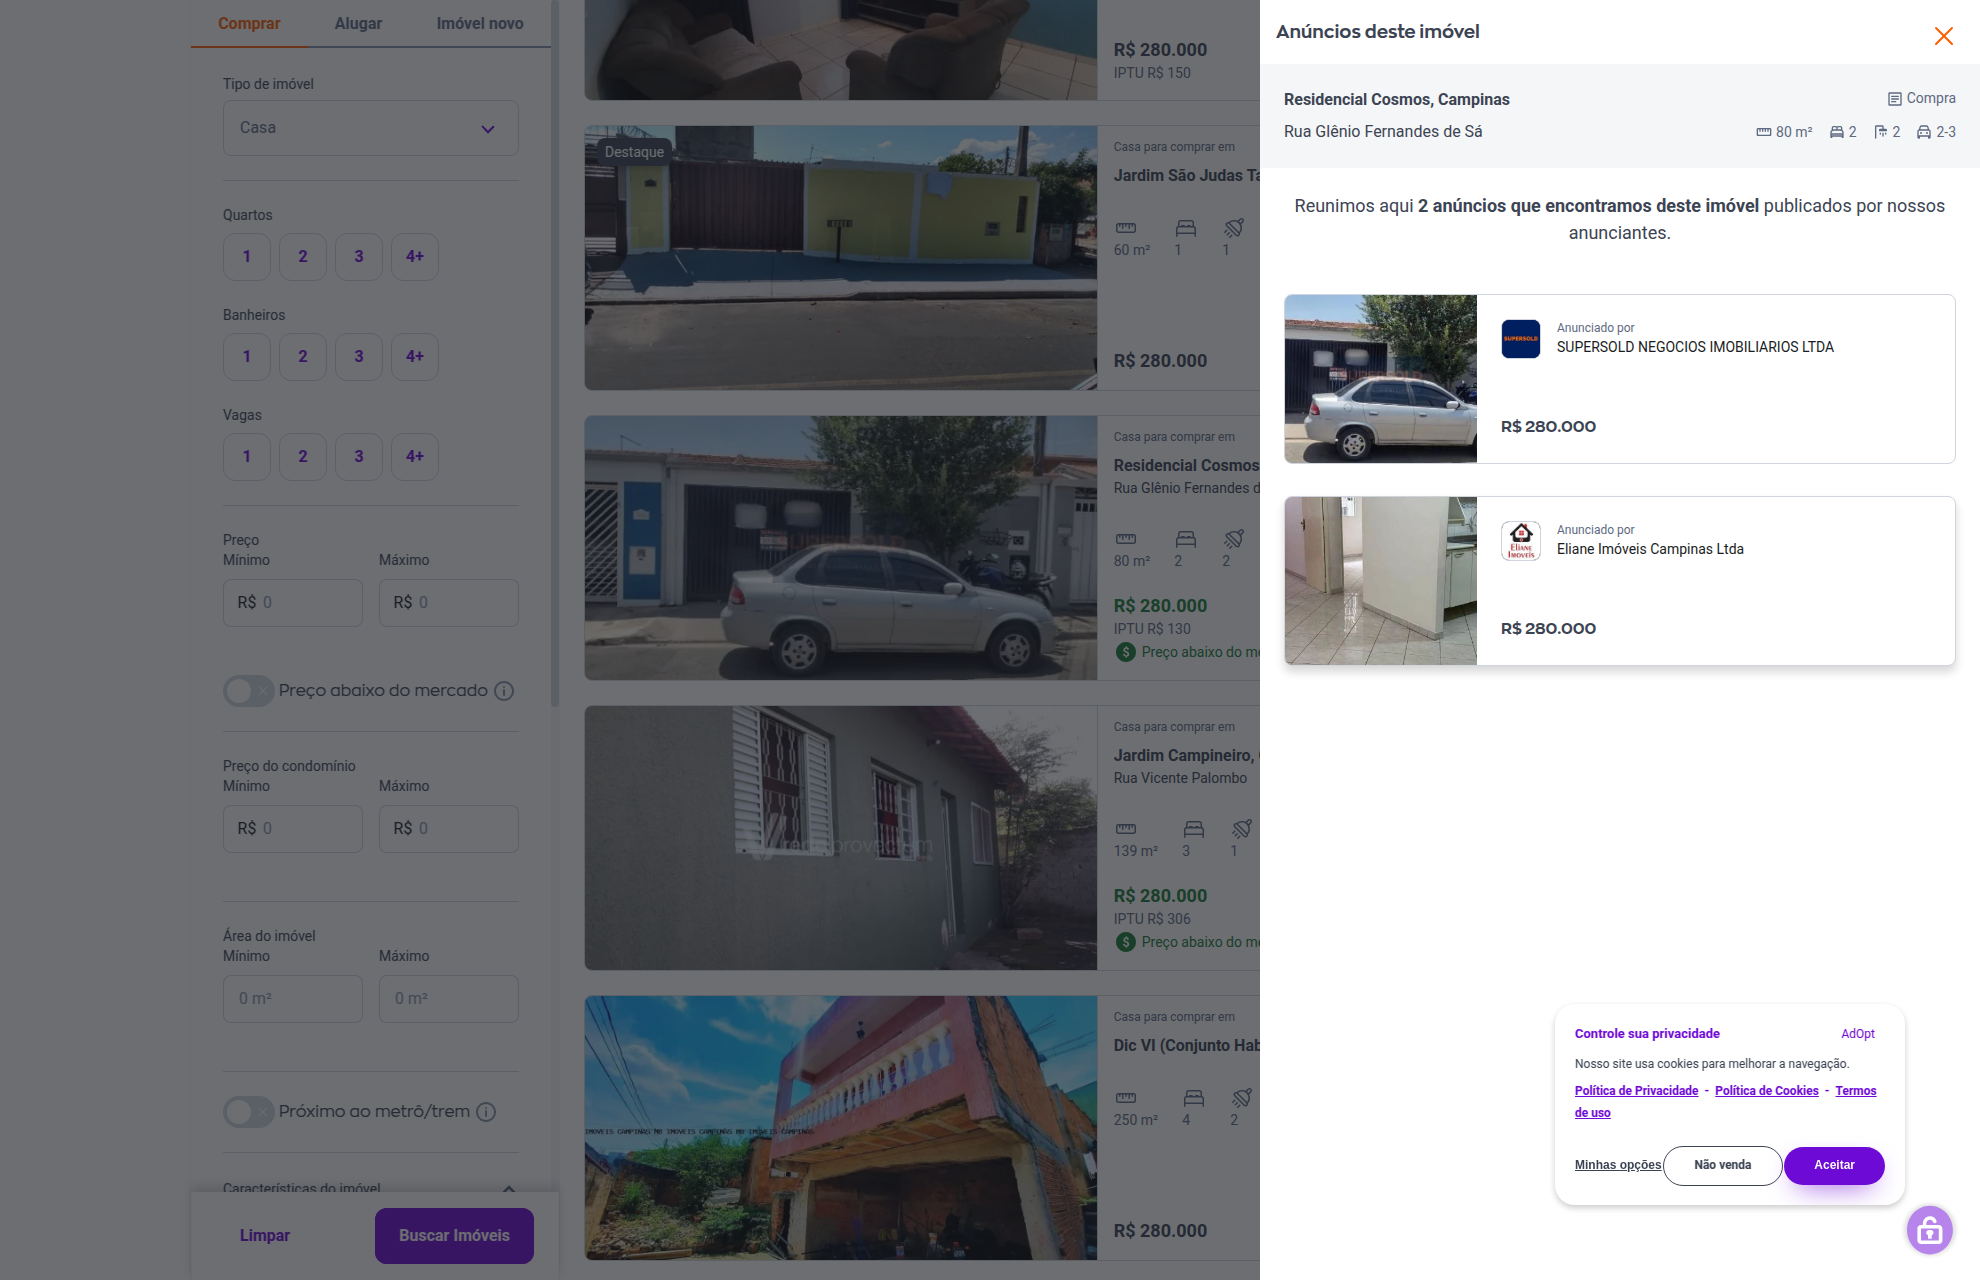 Comprar
Alugar
Imóvel novo
Tipo de imóvel
Casa
Quartos
1
2
3
4+
Banheiros
1
2
3
4+
Vagas
1
2
3
4+
Preço
Mínimo
Máximo
R$ 0
R$ 0
Preço abaixo do mercado
Preço do condomínio
Mínimo
Máximo
R$ 0
R$ 0
Área do imóvel
Mínimo
Máximo
0 m²
0 m²
Próximo ao metrô/trem
Características do imóvel
Limpar
Buscar Imóveis
R$ 280.000
IPTU R$ 150
Destaque
Casa para comprar em
Jardim São Judas Ta
60 m²
1
1
R$ 280.000
Casa para comprar em
Residencial Cosmos
Rua Glênio Fernandes d
80 m²
2
2
R$ 280.000
IPTU R$ 130
Preço abaixo do me
Casa para comprar em
Jardim Campineiro,
Rua Vicente Palombo
139 m²
3
1
R$ 280.000
IPTU R$ 306
Preço abaixo do me
Casa para comprar em
Dic VI (Conjunto Hab
250 m²
4
2
R$ 280.000
Anúncios deste imóvel
Residencial Cosmos, Campinas
Compra
Rua Glênio Fernandes de Sá
80 m²
2
2
2-3
Reunimos aqui 2 anúncios que encontramos deste imóvel publicados por nossos
anunciantes.
SUPERSOLD
Anunciado por
SUPERSOLD NEGOCIOS IMOBILIARIOS LTDA
R$ 280.000
Eliane
Imóveis
Anunciado por
Eliane Imóveis Campinas Ltda
R$ 280.000
Controle sua privacidade
AdOpt
Nosso site usa cookies para melhorar a navegação.
Política de Privacidade - Política de Cookies - Termos
de uso
Minhas opções
Não venda
Aceitar